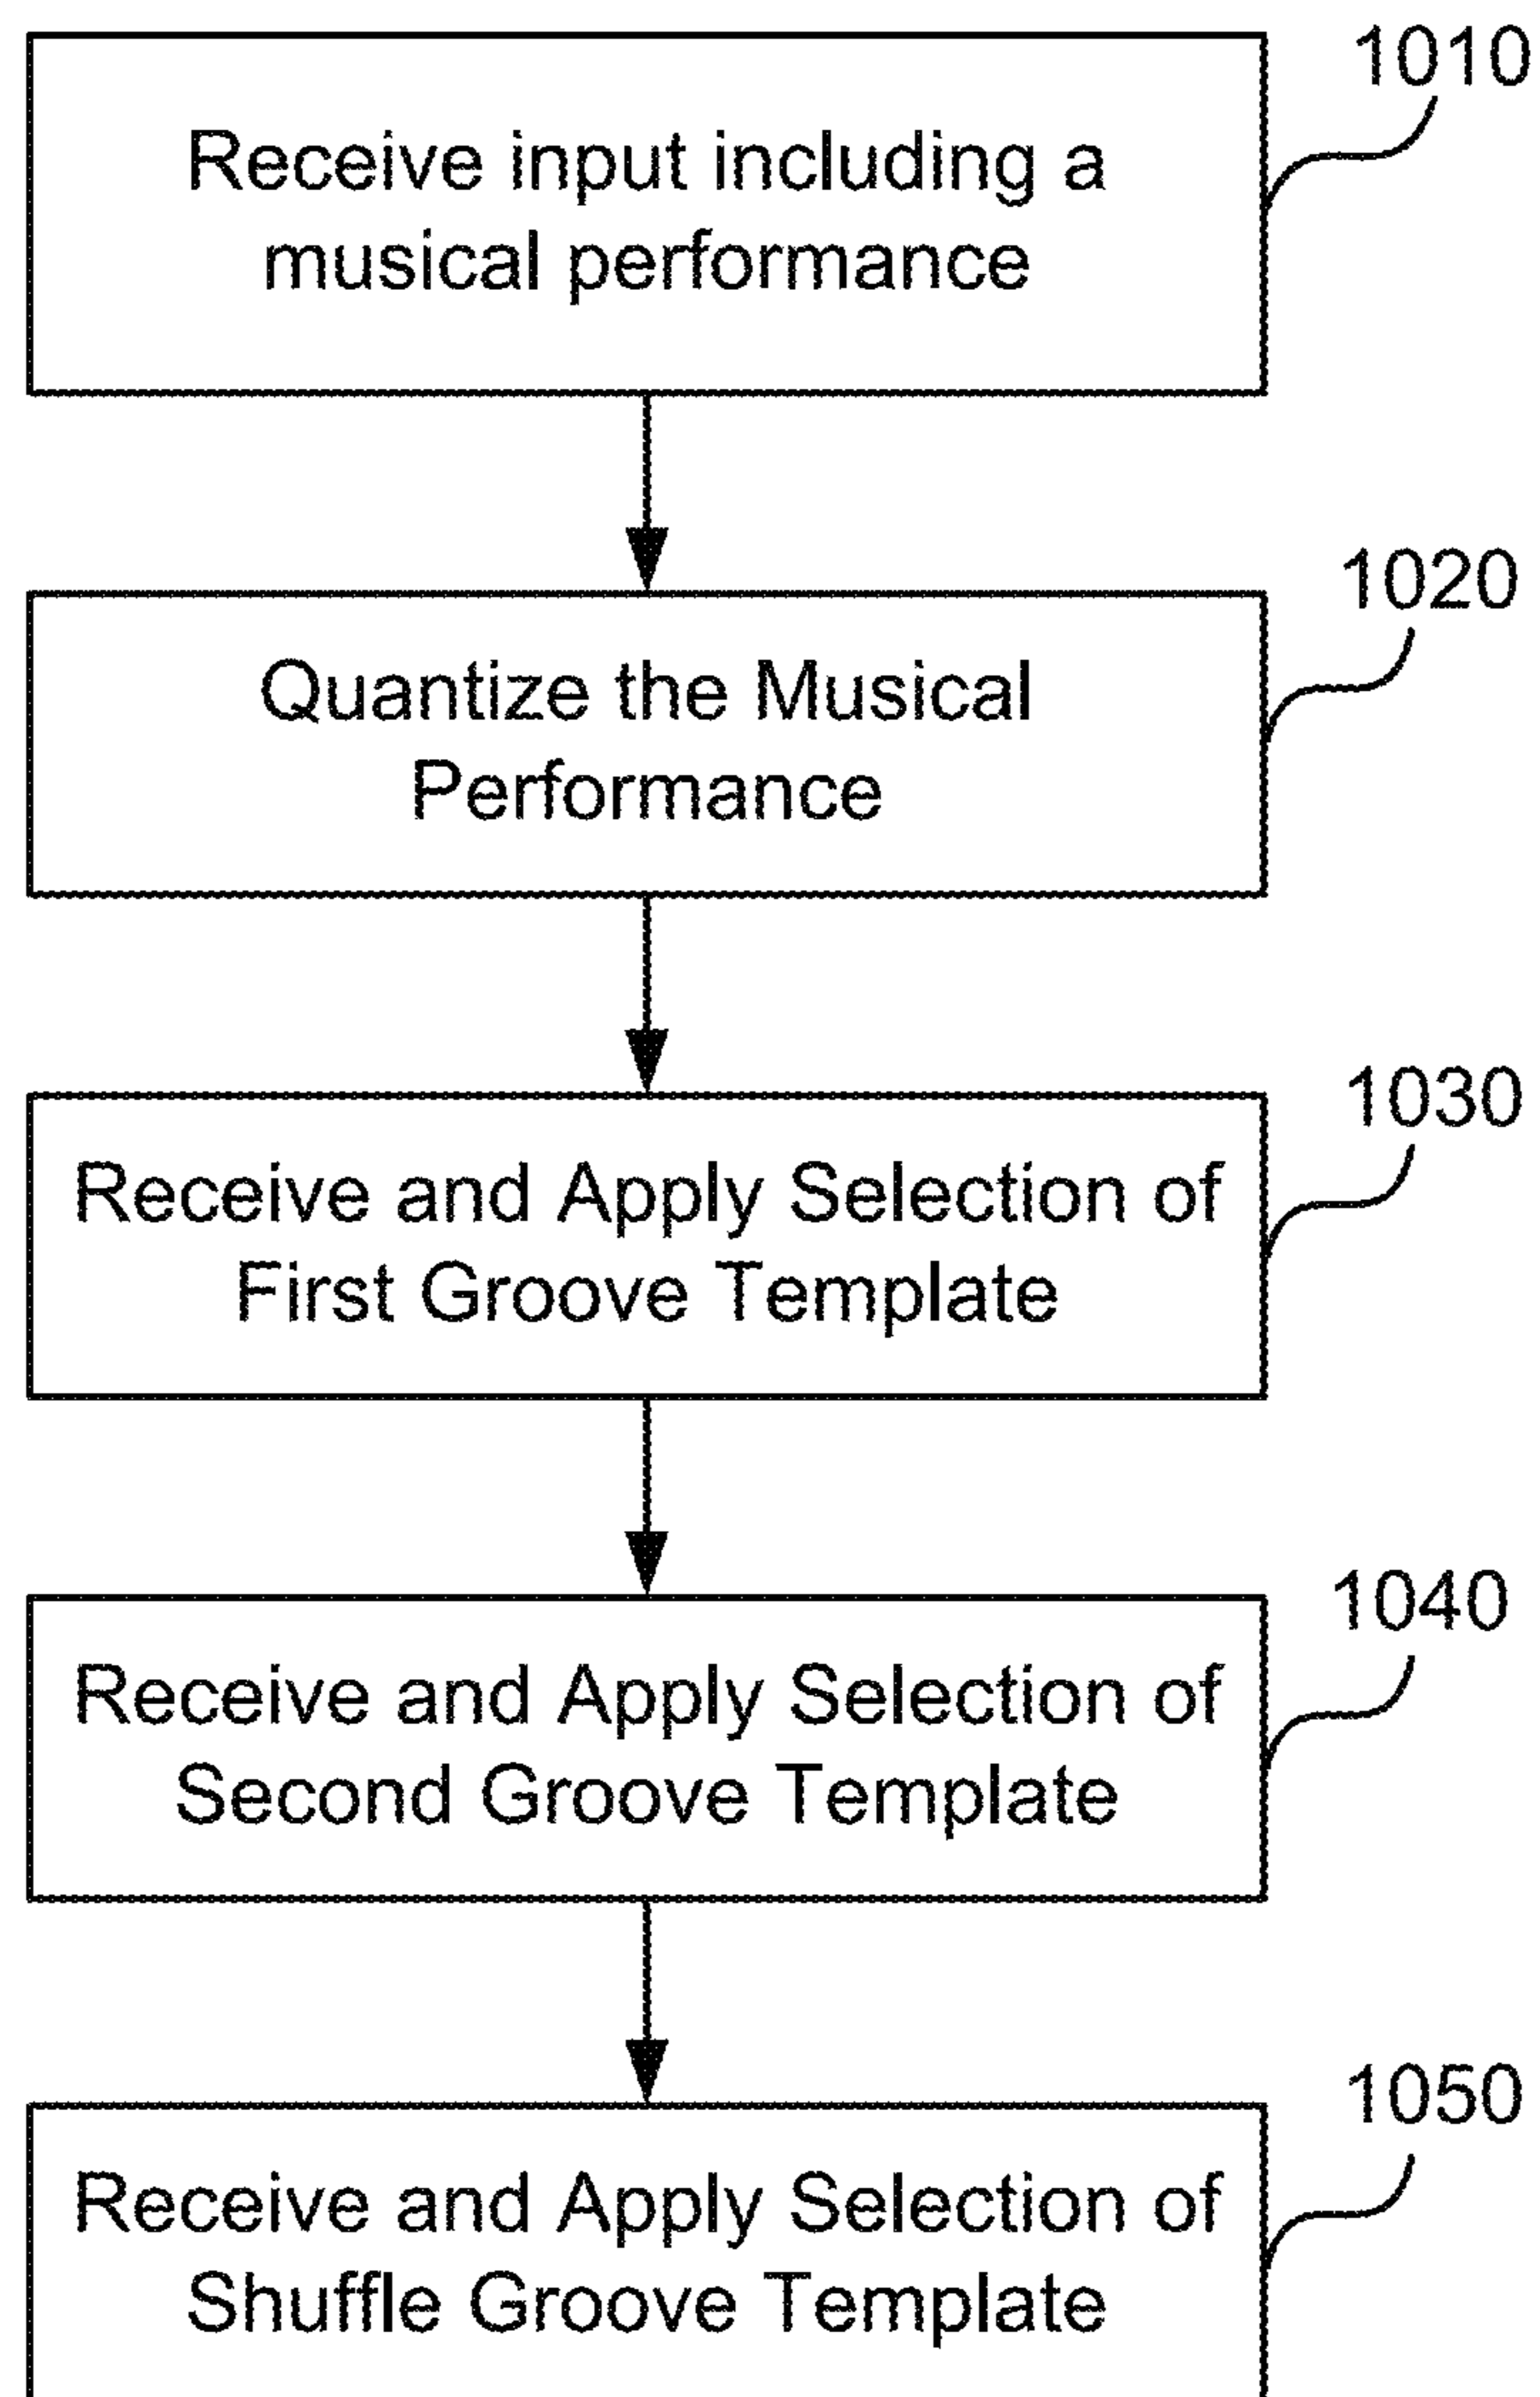 1010
Receive input including a
musical performance
1020
Quantize the Musical
Performance
1030
Receive and Apply Selection of
First Groove Template
1040
Receive and Apply Selection of
Second Groove Template
1050
Receive and Apply Selection of
Shuffle Groove Template